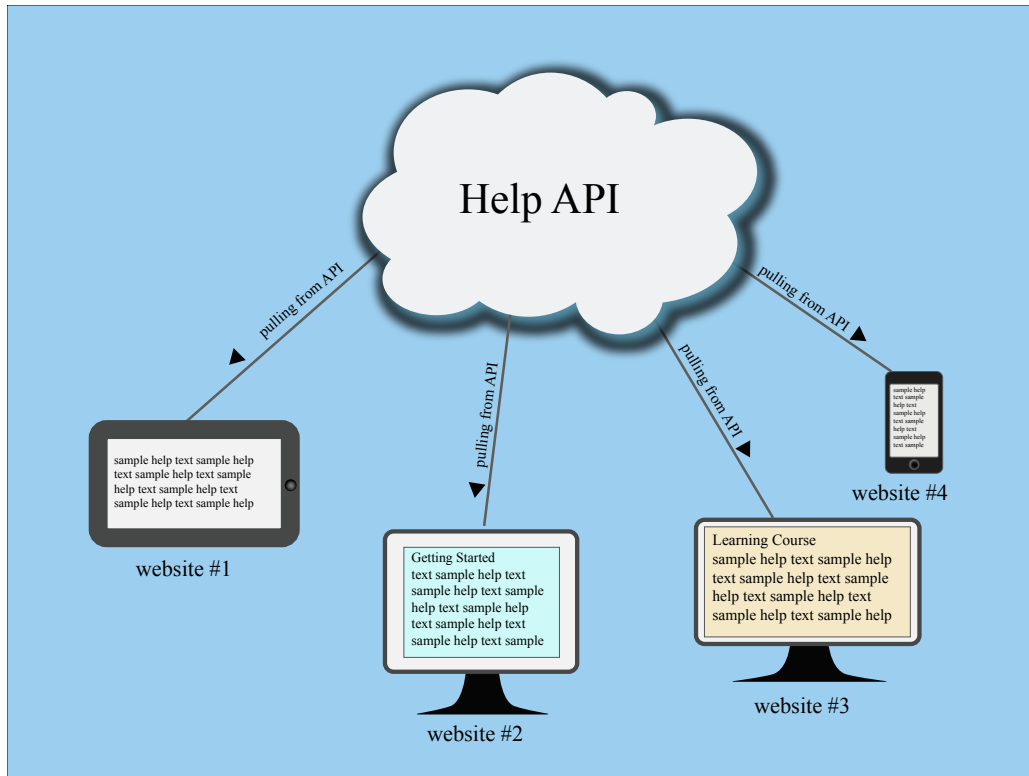 Help API
pulling from API
pulling from API
pulling from API
pulling from API
sample help text sample help
text sample help text sample
help text sample help text
sample help text sample help
website #1
Getting Started
text sample help text
sample help text sample
help text sample help
text sample help text
sample help text sample
website #2
Learning Course
sample help text sample help
text sample help text sample
help text sample help text
sample help text sample help
website #3
sample help
text sample
help text
sample help
text sample
help text
sample help
text sample
website #4